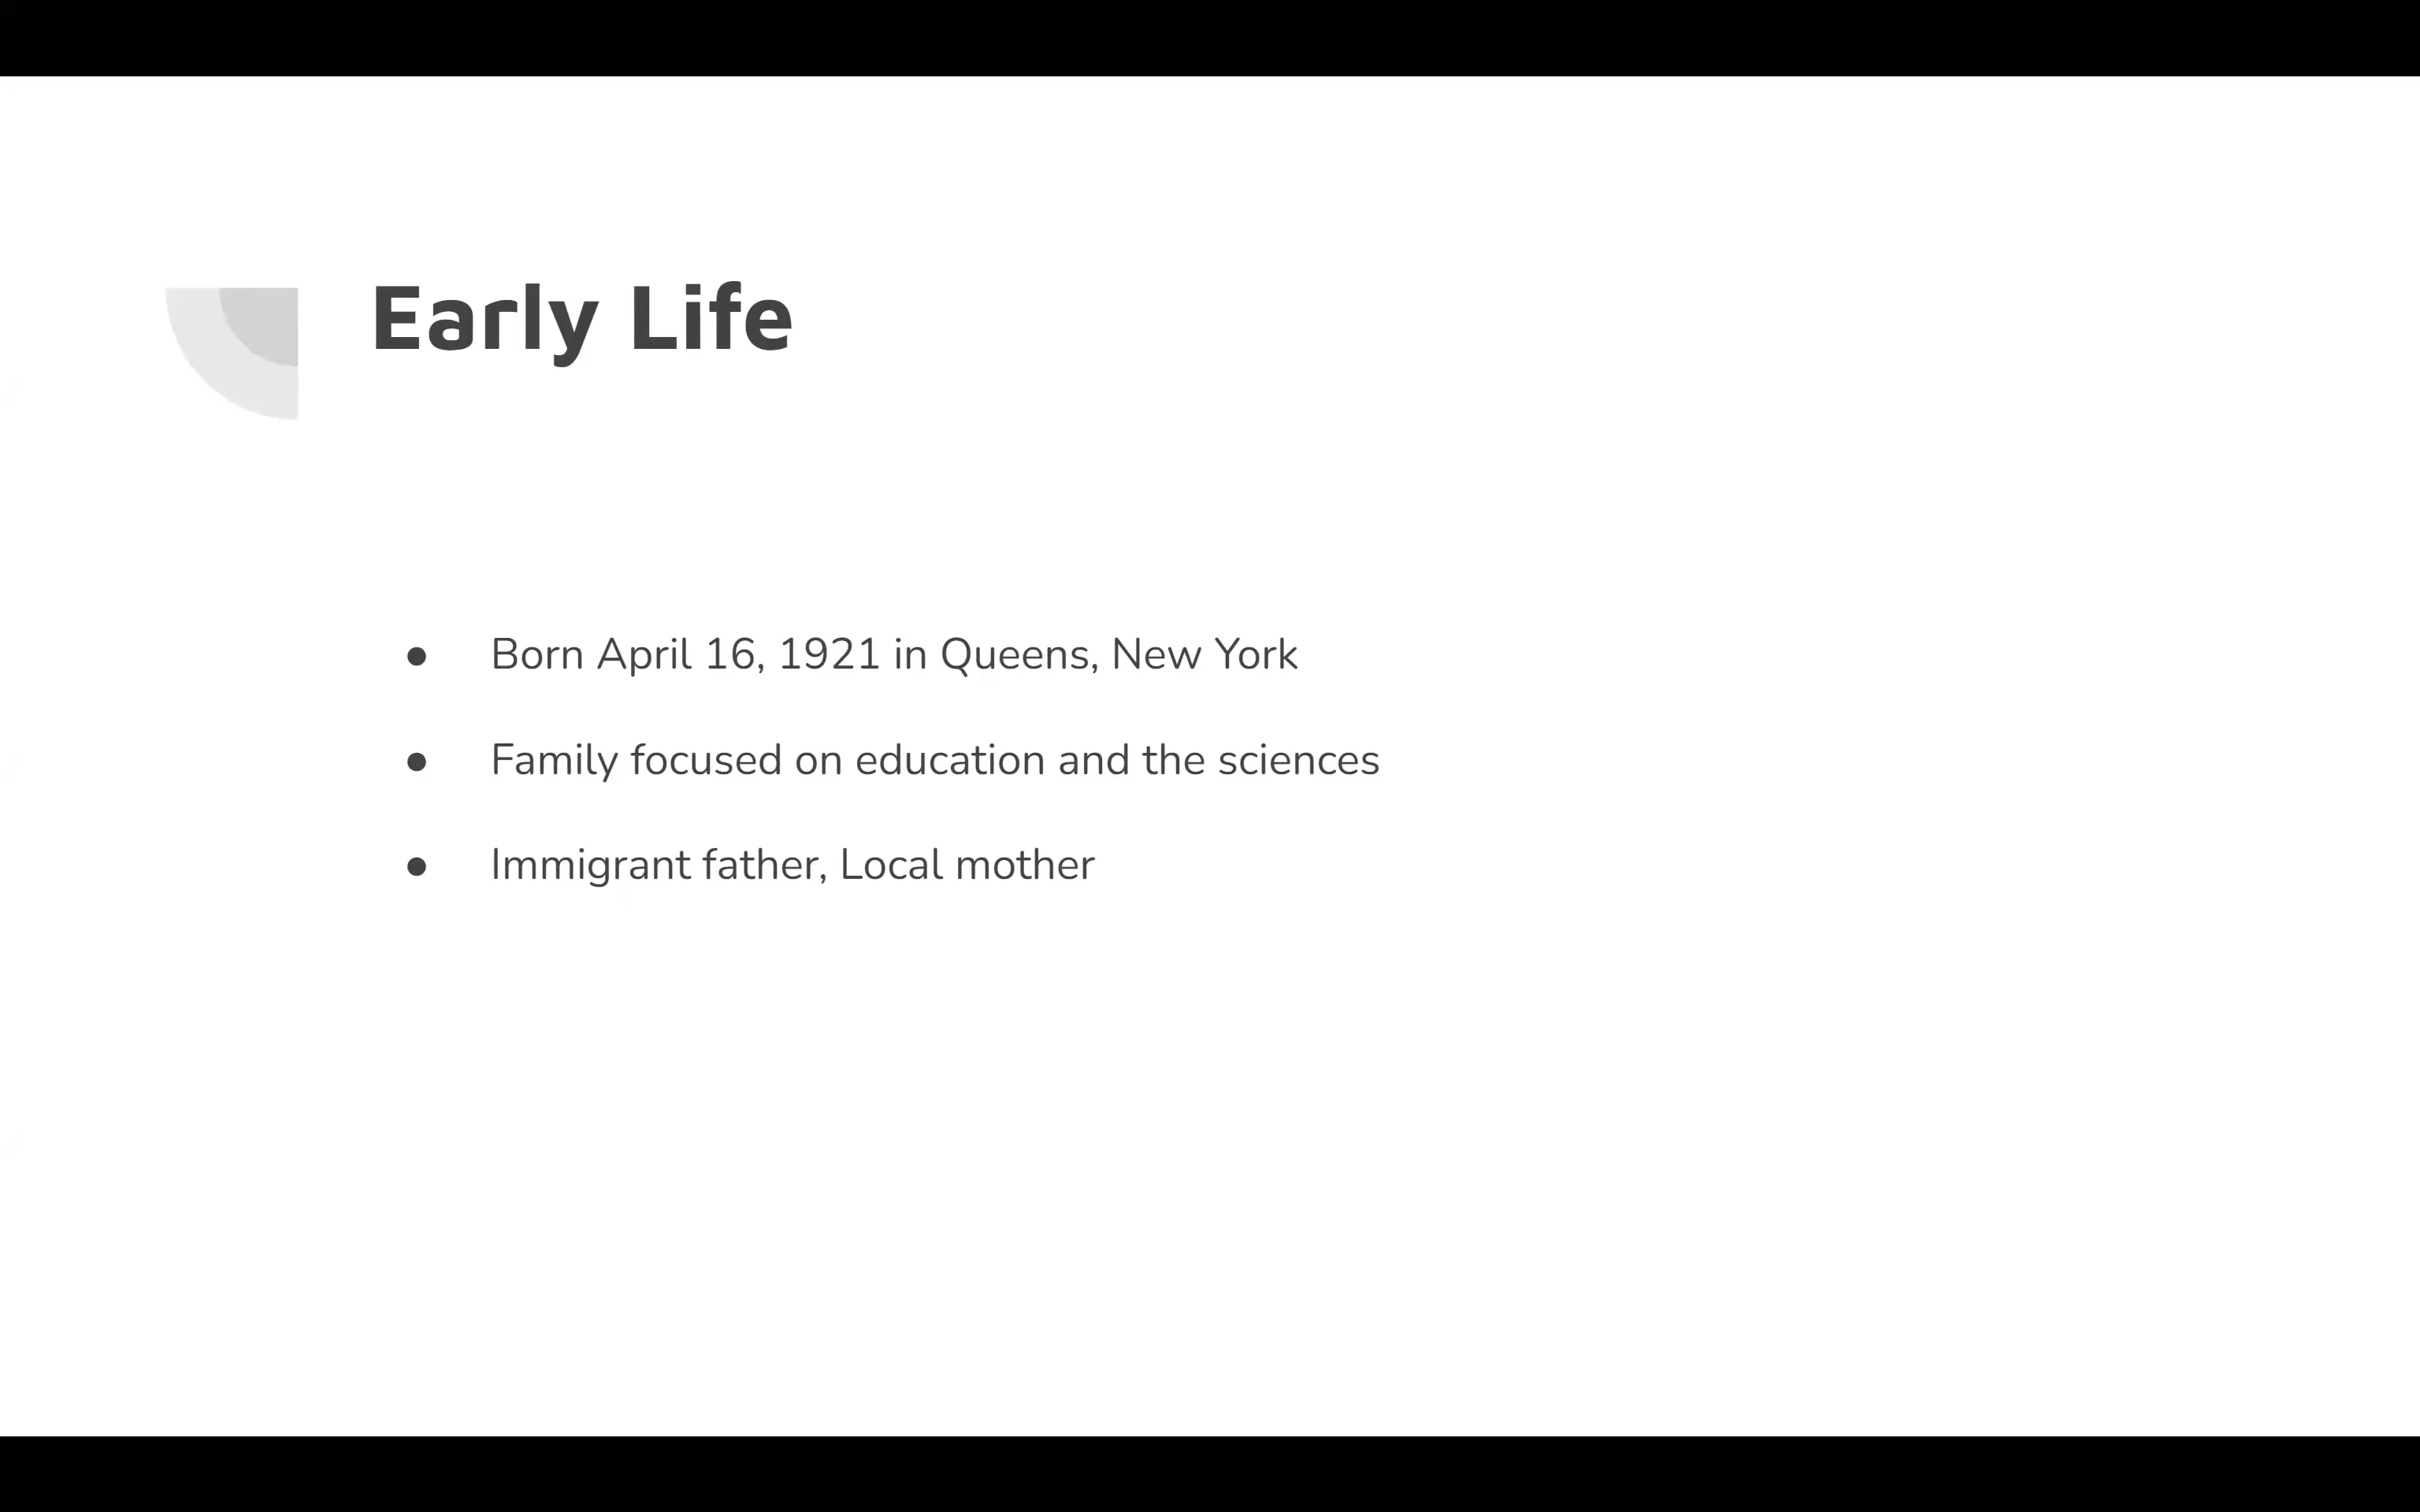 Early Life
● Born April 16, 1921 in Queens, New York
● Family focused on education and the sciences
● Immigrant father, Local mother